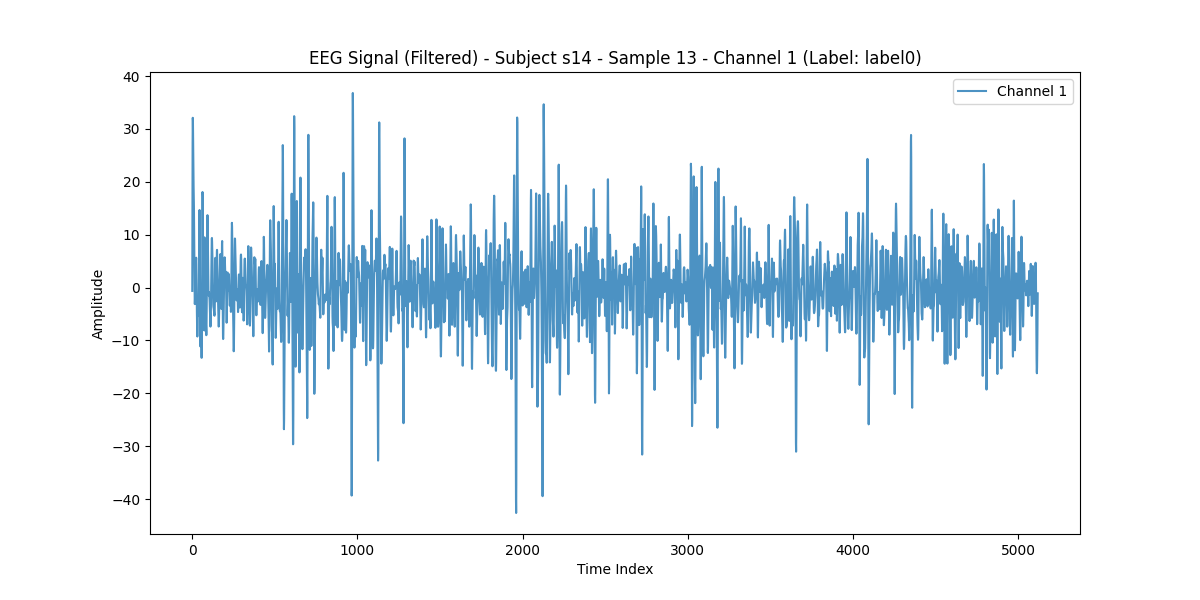 EEG Signal (Filtered) - Subject s14 - Sample 13 - Channel 1 (Label: label0)
Channel 1
40
30
20
10
0
−10
−20
−30
−40
Amplitude
0 1000 2000 3000 4000 5000
Time Index